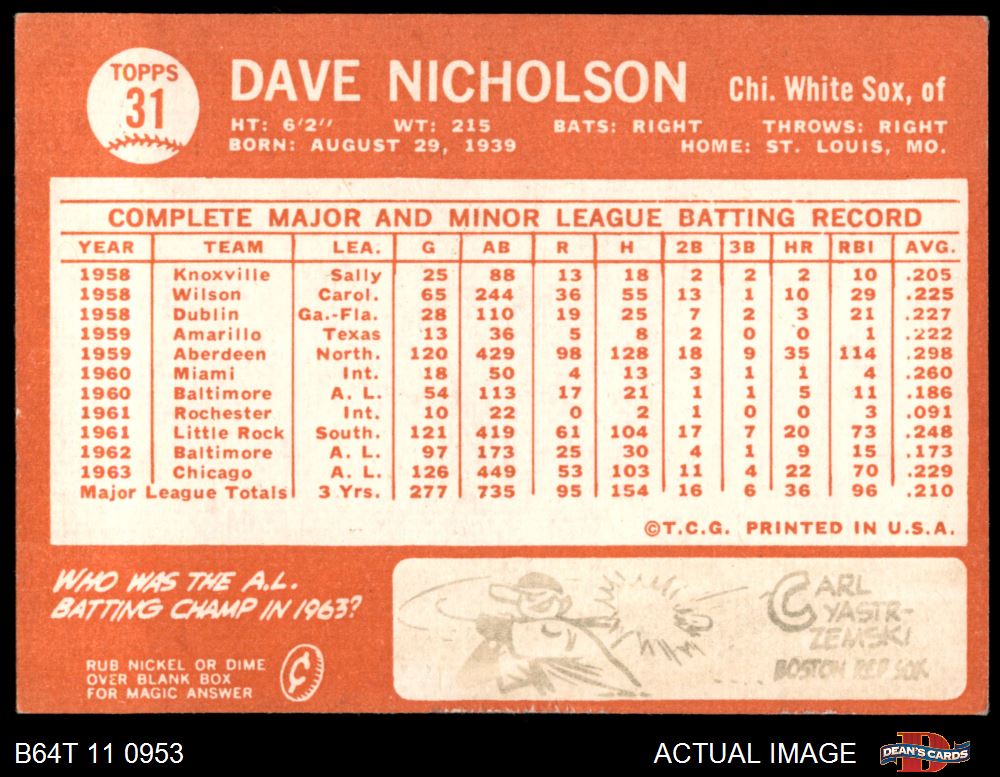 TOPPS
31
DAVE NICHOLSON
Chi. White Sox, of
HT: 6'2" WT: 215 BATS: RIGHT THROWS: RIGHT
BORN: AUGUST 29, 1939 HOME: ST. LOUIS, MO.
COMPLETE MAJOR AND MINOR LEAGUE BATTING RECORD
YEAR TEAM LEA. G AB R H 2B 3B HR RBI AVG.
1958 Knoxville Sally 25 88 13 18 2 2 2 10 .205
1958 Wilson Carol. 65 244 36 55 13 1 10 29 .225
1958 Dublin Ga.-Fla. 28 110 19 25 7 2 3 21 .227
1959 Amarillo Texas 13 36 5 8 2 0 0 1 .222
1959 Aberdeen North. 120 429 98 128 18 9 35 114 .298
1960 Miami Int. 18 50 4 13 3 1 1 4 .260
1960 Baltimore A. L. 54 113 17 21 1 1 5 11 .186
1961 Rochester Int. 10 22 0 2 1 0 0 3 .091
1961 Little Rock South. 121 419 61 104 17 7 20 73 .248
1962 Baltimore A. L. 97 173 25 30 4 1 9 15 .173
1963 Chicago A. L. 126 449 53 103 11 4 22 70 .229
Major League Totals 3 Yrs. 277 735 95 154 16 6 36 96 .210
©T.C.G. PRINTED IN U.S.A.
WHO WAS THE A.L.
BATTING CHAMP IN 1963?
RUB NICKEL OR DIME
OVER BLANK BOX
FOR MAGIC ANSWER
CARL
YASTR-
ZEMSKI
BOSTON RED SOX
B64T 11 0953
ACTUAL IMAGE
DEAN'S CARDS